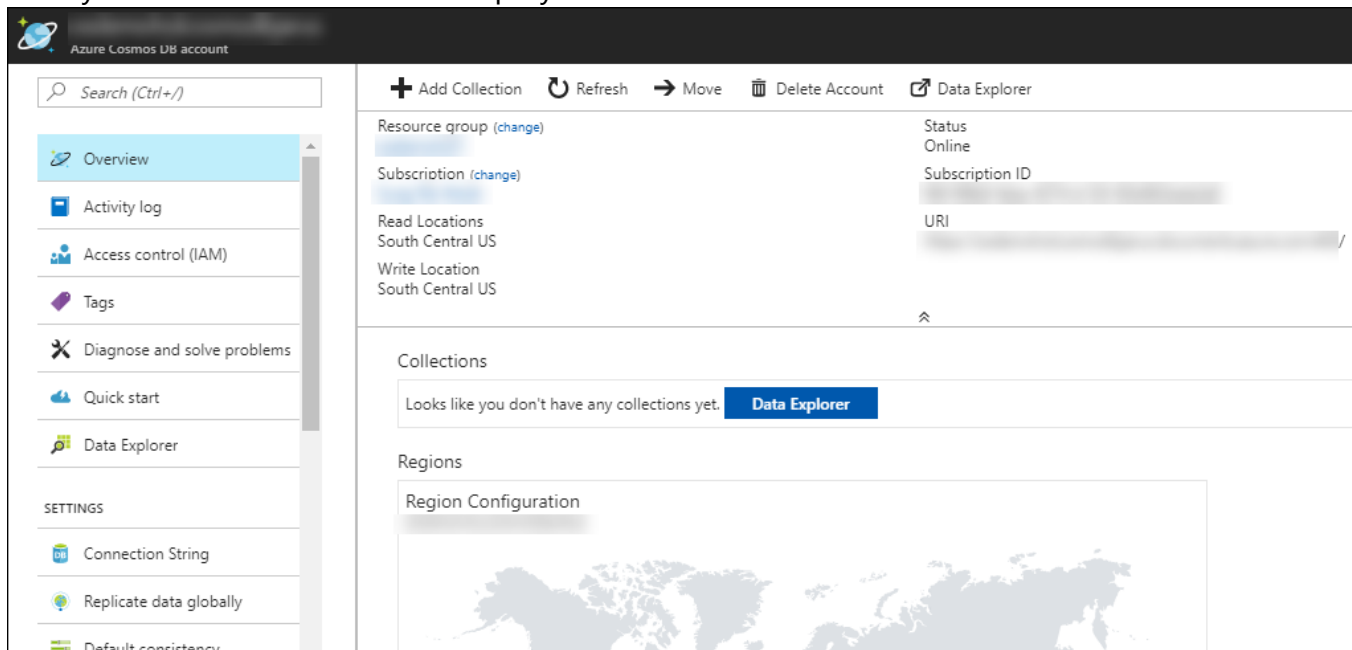 Azure Cosmos DB account
Search (Ctrl+/)
Add Collection Refresh Move Delete Account Data Explorer
Overview
Activity log
Access control (IAM)
Tags
Diagnose and solve problems
Quick start
Data Explorer
SETTINGS
Connection String
Replicate data globally
Default consistency
Resource group (change)
Subscription (change)
Read Locations
South Central US
Write Location
South Central US
Status
Online
Subscription ID
URI
/
Collections
Looks like you don't have any collections yet. Data Explorer
Regions
Region Configuration